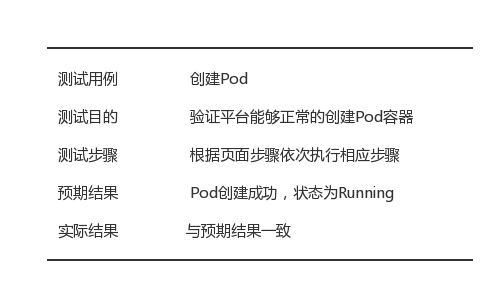 测试用例 创建Pod
测试目的 验证平台能够正常的创建Pod容器
测试步骤 根据页面步骤依次执行相应步骤
预期结果 Pod创建成功，状态为Running
实际结果 与预期结果一致